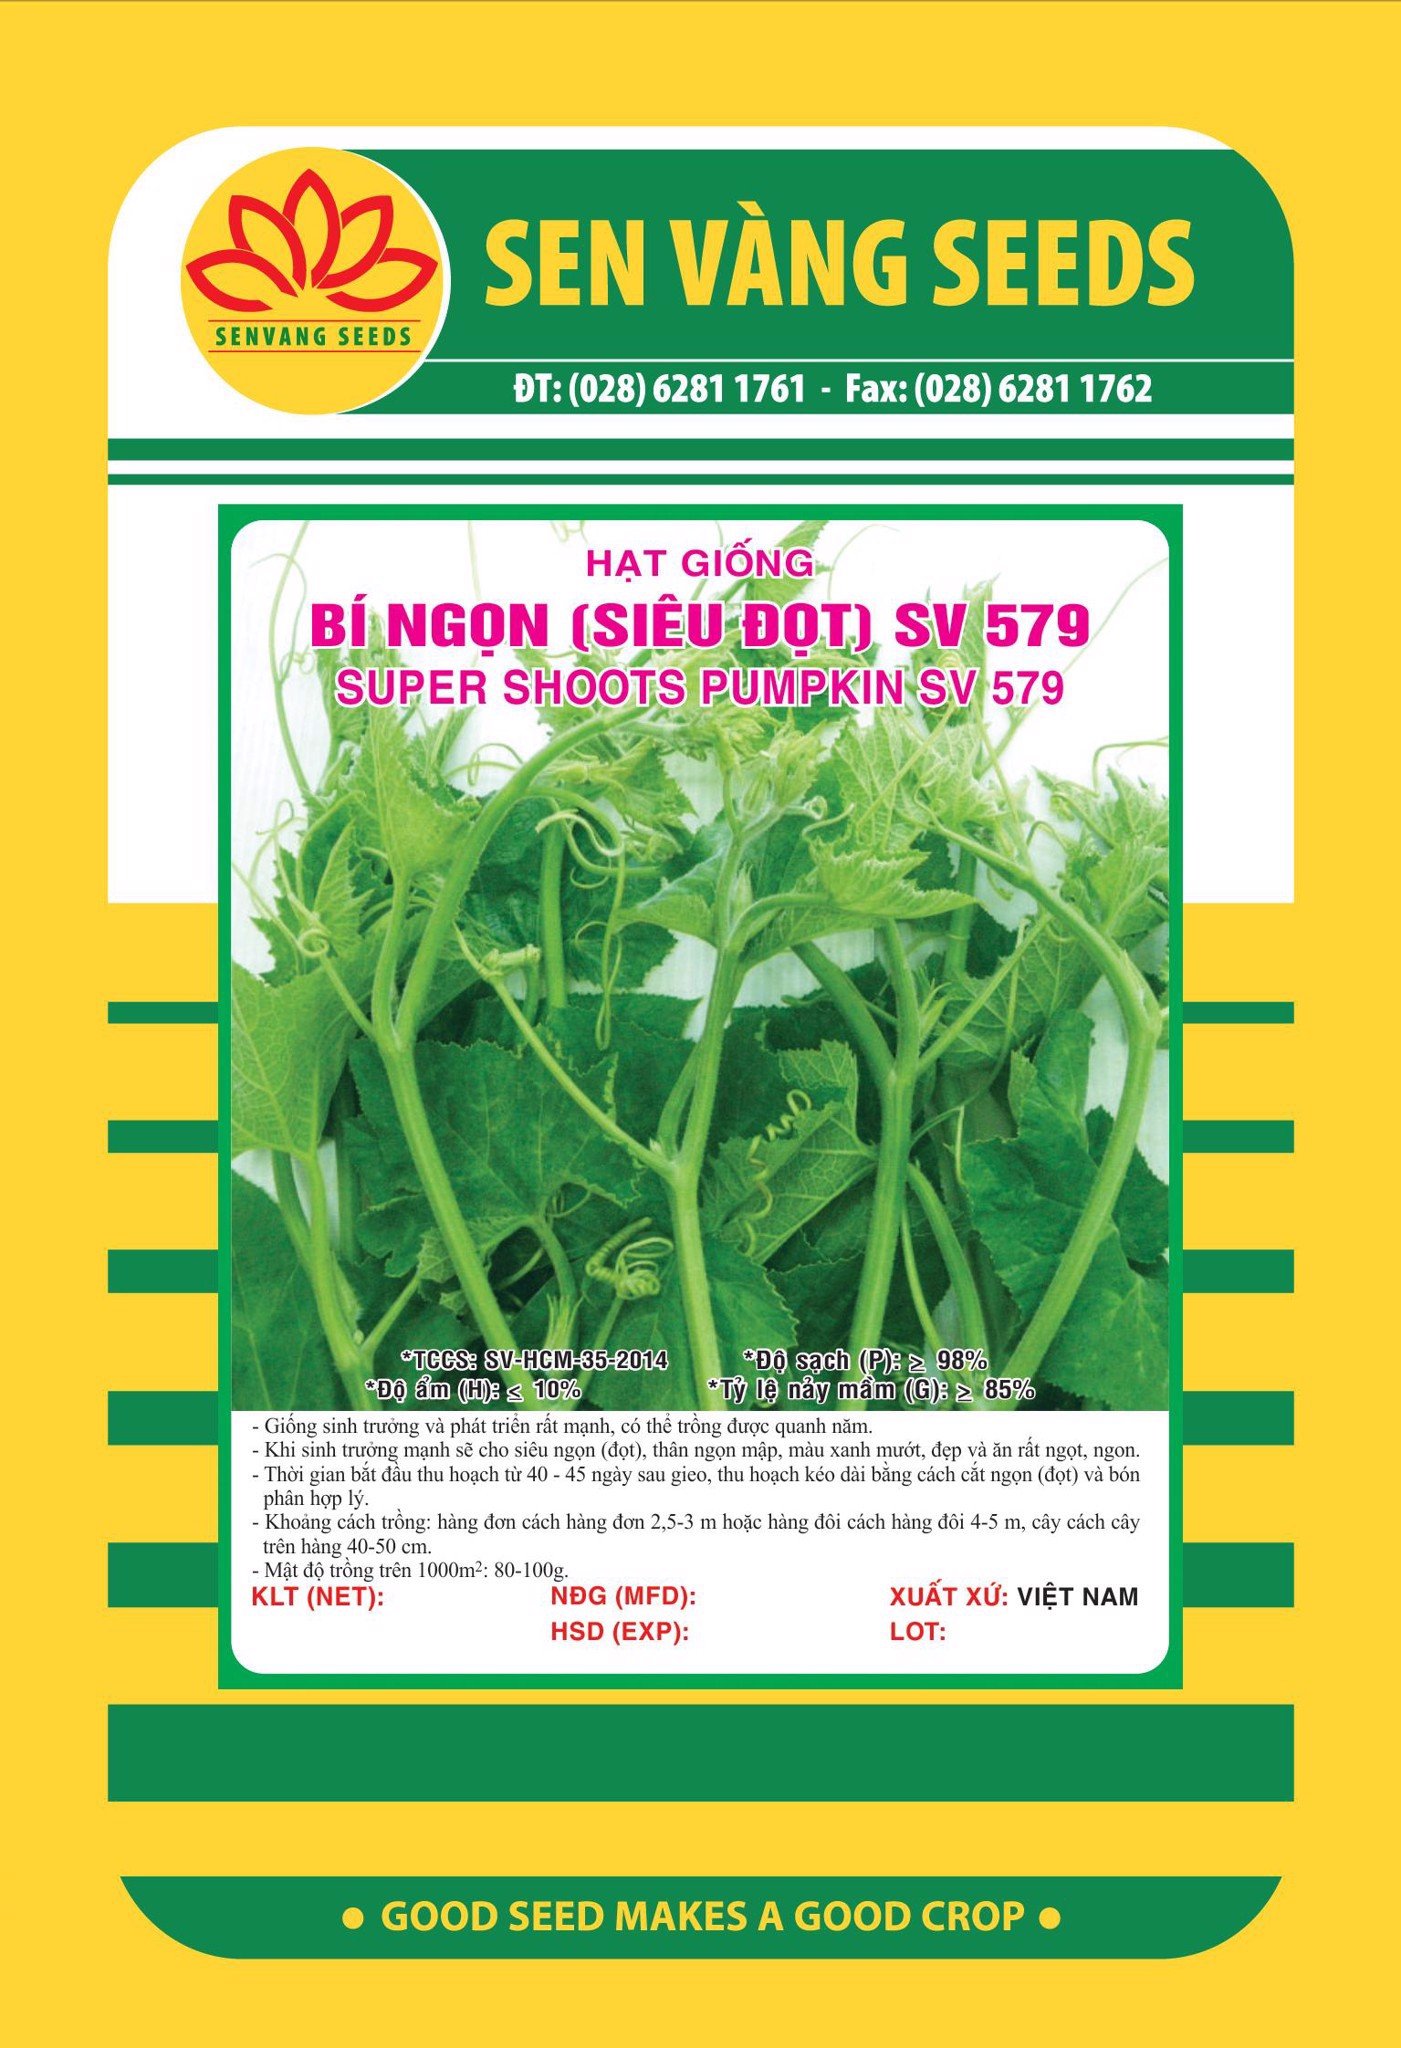 SENVANG SEEDS
SEN VÀNG SEEDS
ĐT: (028) 6281 1761 - Fax: (028) 6281 1762
HẠT GIỐNG
BÍ NGỌN (SIÊU ĐỌT) SV 579
SUPER SHOOTS PUMPKIN SV 579
*TCCS: SV-HCM-35-2014 *Độ sạch (P): ≥ 98%
*Độ ẩm (H): ≤ 10% *Tỷ lệ nảy mầm (G): ≥ 85%
- Giống sinh trưởng và phát triển rất mạnh, có thể trồng được quanh năm.
- Khi sinh trưởng mạnh sẽ cho siêu ngọn (đọt), thân ngọn mập, màu xanh mướt, đẹp và ăn rất ngọt, ngon.
- Thời gian bắt đầu thu hoạch từ 40 - 45 ngày sau gieo, thu hoạch kéo dài bằng cách cắt ngọn (đọt) và bón
phân hợp lý.
- Khoảng cách trồng: hàng đơn cách hàng đơn 2,5-3 m hoặc hàng đôi cách hàng đôi 4-5 m, cây cách cây
trên hàng 40-50 cm.
- Mật độ trồng trên 1000m²: 80-100g.
KLT (NET): NĐG (MFD): XUẤT XỨ: VIỆT NAM
HSD (EXP): LOT:
• GOOD SEED MAKES A GOOD CROP •